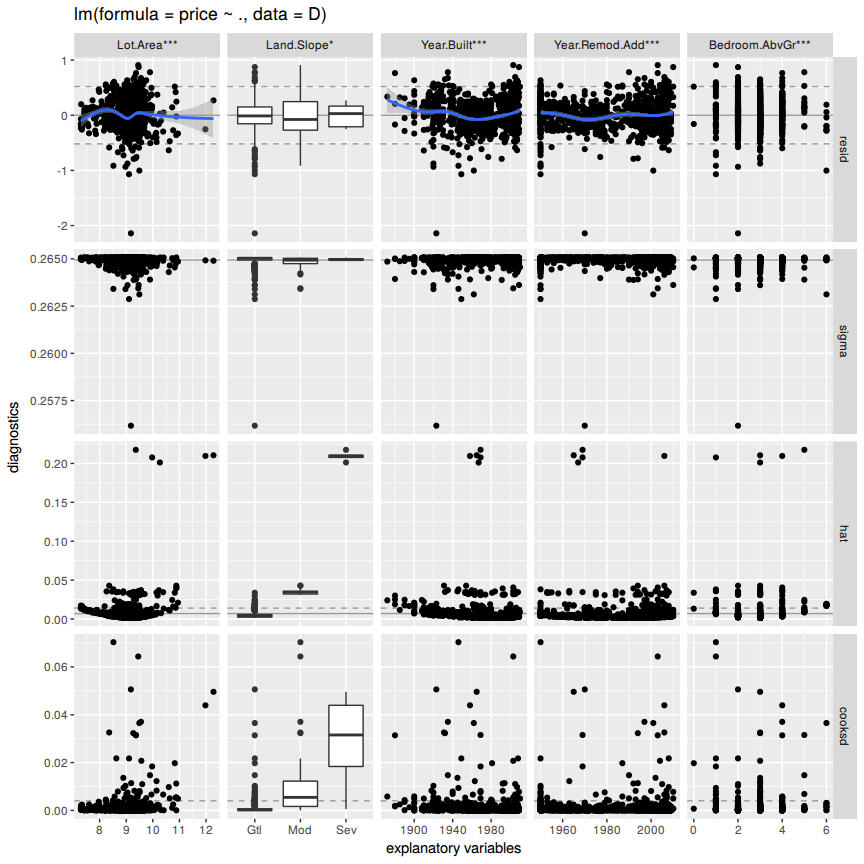 lm(formula = price ~ ., data = D)
Lot.Area*** Land.Slope* Year.Built*** Year.Remod.Add*** Bedroom.AbvGr***
1
0
-1
-2
resid
0.2650
0.2625
0.2600
0.2575
sigma
diagnostics
0.20
0.15
0.10
0.05
0.00
hat
0.06
0.04
0.02
0.00
cooksd
8 9 10 11 12 Gtl Mod Sev 1900 1940 1980 1960 1980 2000 0 2 4 6
explanatory variables